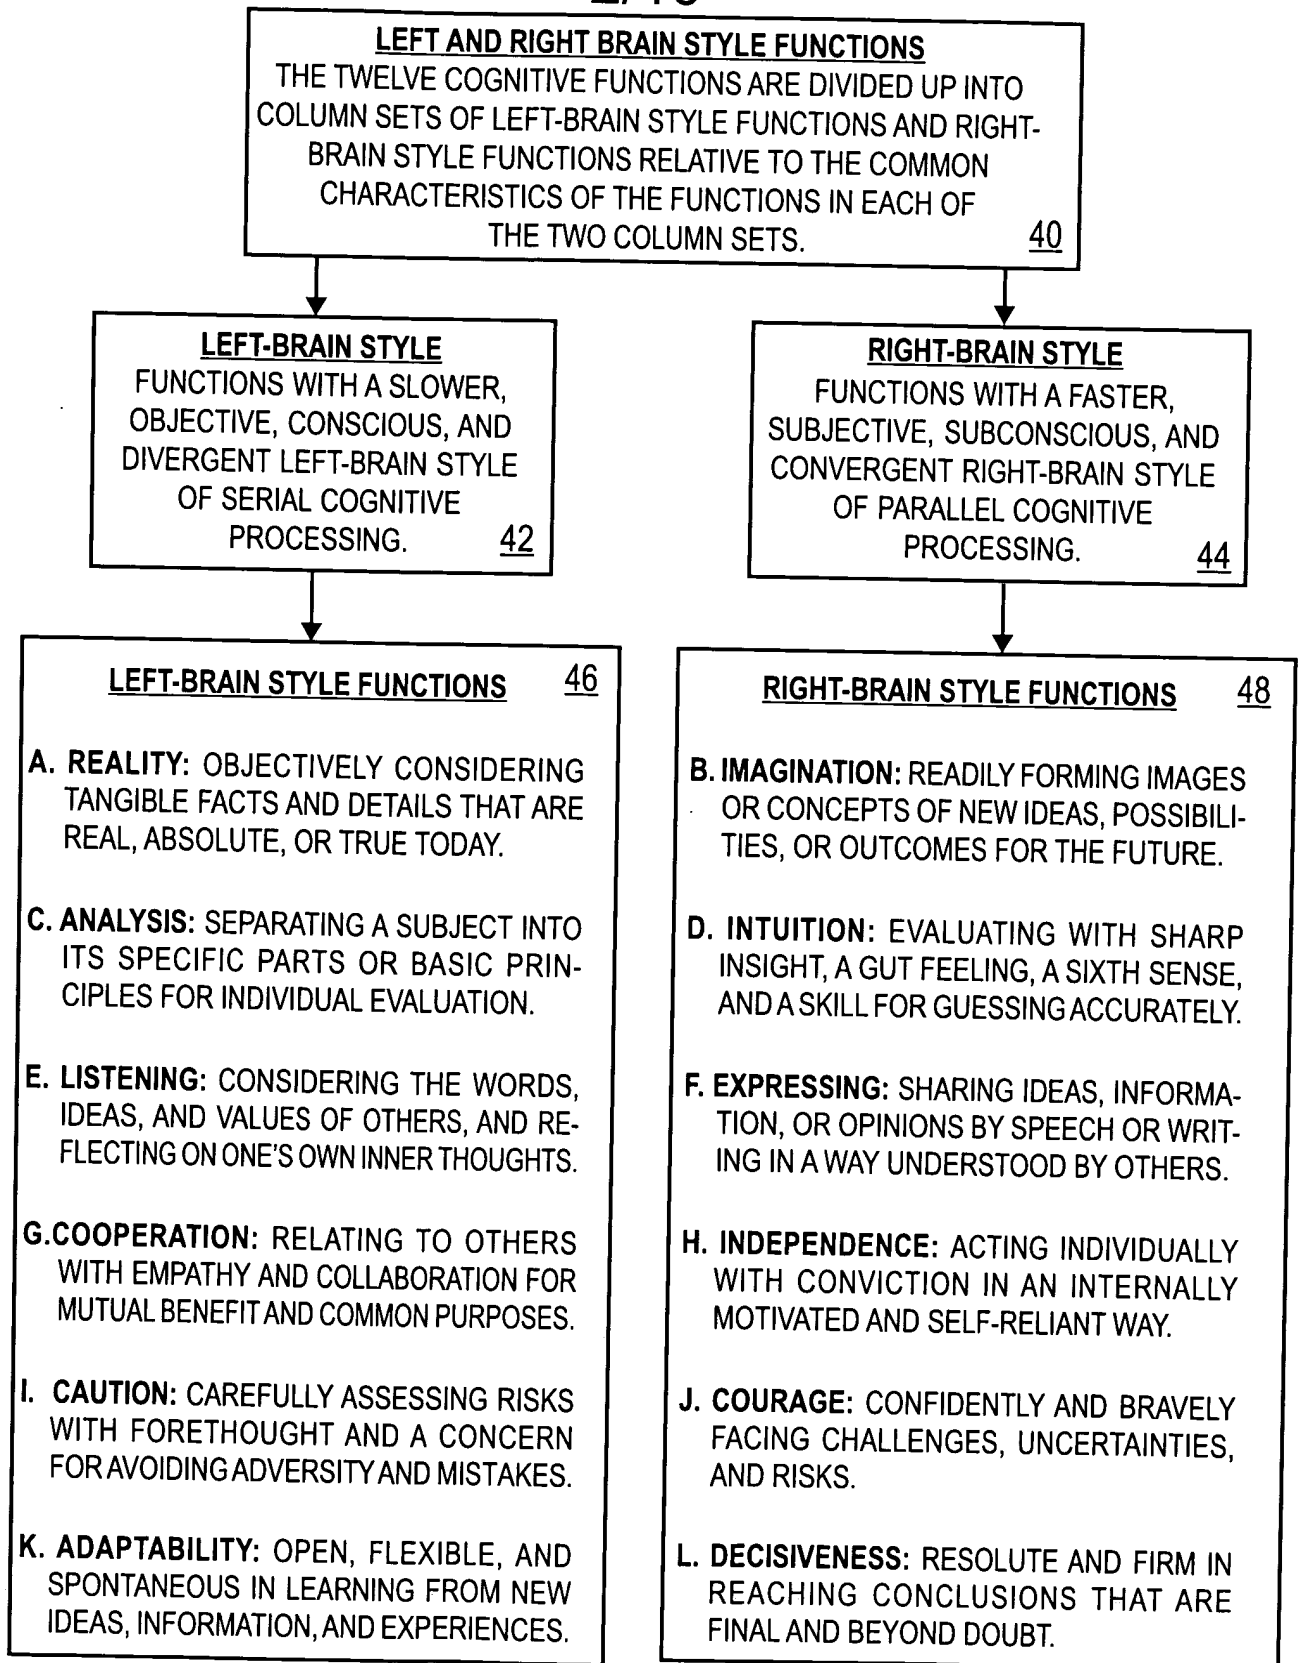 LEFT AND RIGHT BRAIN STYLE FUNCTIONS
THE TWELVE COGNITIVE FUNCTIONS ARE DIVIDED UP INTO
COLUMN SETS OF LEFT-BRAIN STYLE FUNCTIONS AND RIGHT-
BRAIN STYLE FUNCTIONS RELATIVE TO THE COMMON
CHARACTERISTICS OF THE FUNCTIONS IN EACH OF
THE TWO COLUMN SETS. 40
LEFT-BRAIN STYLE
FUNCTIONS WITH A SLOWER,
OBJECTIVE, CONSCIOUS, AND
DIVERGENT LEFT-BRAIN STYLE
OF SERIAL COGNITIVE
PROCESSING. 42
RIGHT-BRAIN STYLE
FUNCTIONS WITH A FASTER,
SUBJECTIVE, SUBCONSCIOUS, AND
CONVERGENT RIGHT-BRAIN STYLE
OF PARALLEL COGNITIVE
PROCESSING. 44
LEFT-BRAIN STYLE FUNCTIONS 46
A. REALITY: OBJECTIVELY CONSIDERING
TANGIBLE FACTS AND DETAILS THAT ARE
REAL, ABSOLUTE, OR TRUE TODAY.
C. ANALYSIS: SEPARATING A SUBJECT INTO
ITS SPECIFIC PARTS OR BASIC PRIN-
CIPLES FOR INDIVIDUAL EVALUATION.
E. LISTENING: CONSIDERING THE WORDS,
IDEAS, AND VALUES OF OTHERS, AND RE-
FLECTING ON ONE'S OWN INNER THOUGHTS.
G. COOPERATION: RELATING TO OTHERS
WITH EMPATHY AND COLLABORATION FOR
MUTUAL BENEFIT AND COMMON PURPOSES.
I. CAUTION: CAREFULLY ASSESSING RISKS
WITH FORETHOUGHT AND A CONCERN
FOR AVOIDING ADVERSITY AND MISTAKES.
K. ADAPTABILITY: OPEN, FLEXIBLE, AND
SPONTANEOUS IN LEARNING FROM NEW
IDEAS, INFORMATION, AND EXPERIENCES.
RIGHT-BRAIN STYLE FUNCTIONS 48
B. IMAGINATION: READILY FORMING IMAGES
OR CONCEPTS OF NEW IDEAS, POSSIBILI-
TIES, OR OUTCOMES FOR THE FUTURE.
D. INTUITION: EVALUATING WITH SHARP
INSIGHT, A GUT FEELING, A SIXTH SENSE,
AND A SKILL FOR GUESSING ACCURATELY.
F. EXPRESSING: SHARING IDEAS, INFORMA-
TION, OR OPINIONS BY SPEECH OR WRIT-
ING IN A WAY UNDERSTOOD BY OTHERS.
H. INDEPENDENCE: ACTING INDIVIDUALLY
WITH CONVICTION IN AN INTERNALLY
MOTIVATED AND SELF-RELIANT WAY.
J. COURAGE: CONFIDENTLY AND BRAVELY
FACING CHALLENGES, UNCERTAINTIES,
AND RISKS.
L. DECISIVENESS: RESOLUTE AND FIRM IN
REACHING CONCLUSIONS THAT ARE
FINAL AND BEYOND DOUBT.